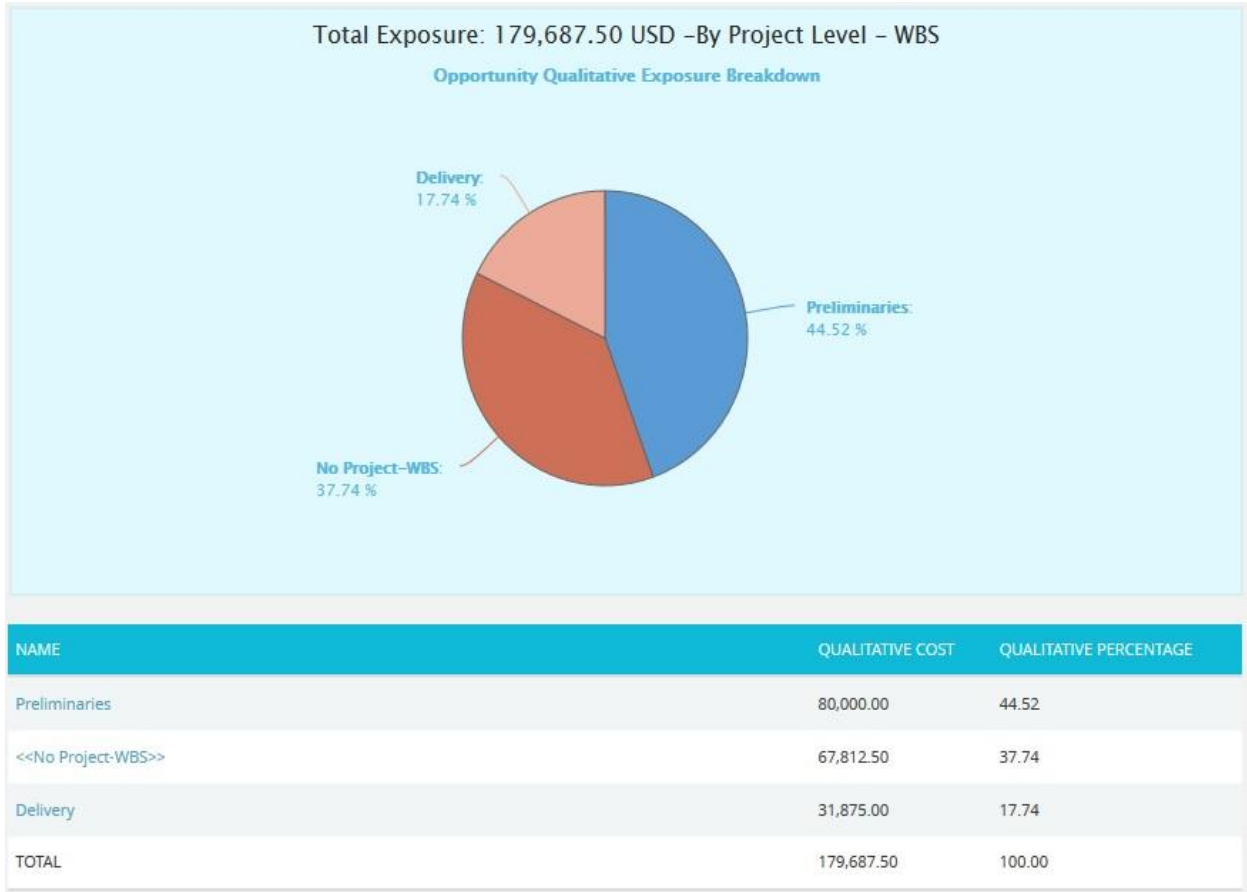 Total Exposure: 179,687.50 USD –By Project Level – WBS
Opportunity Qualitative Exposure Breakdown
Delivery:
17.74 %
Preliminaries:
44.52 %
No Project–WBS:
37.74 %
NAME QUALITATIVE COST QUALITATIVE PERCENTAGE
Preliminaries 80,000.00 44.52
<<No Project-WBS>> 67,812.50 37.74
Delivery 31,875.00 17.74
TOTAL 179,687.50 100.00